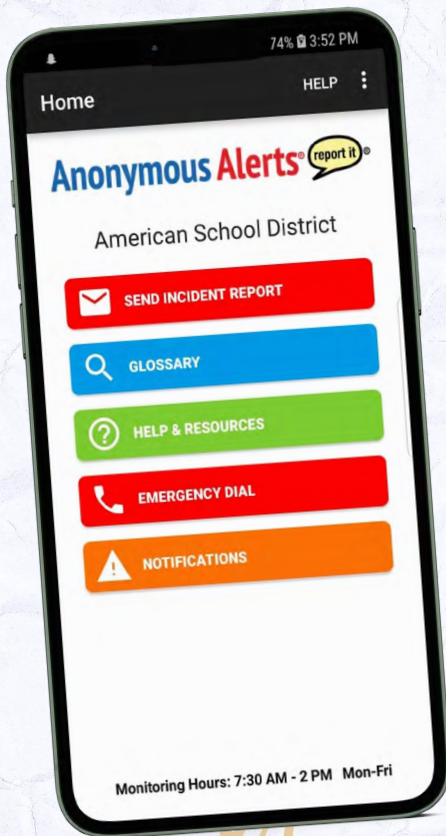 74% 3:52 PM
Home
HELP
Anonymous Alerts® report it®
American School District
SEND INCIDENT REPORT
GLOSSARY
HELP & RESOURCES
EMERGENCY DIAL
NOTIFICATIONS
Monitoring Hours: 7:30 AM - 2 PM Mon-Fri